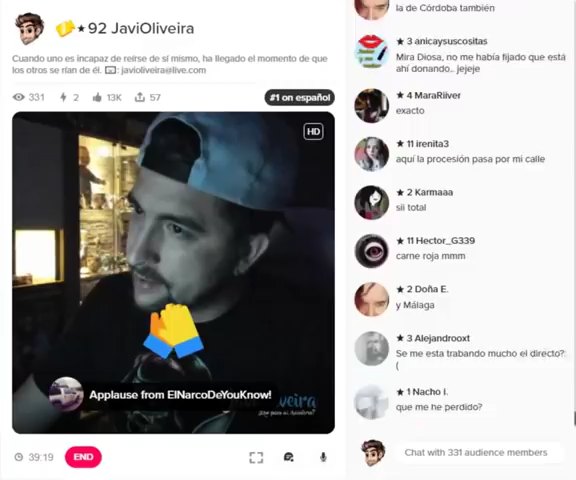 ★ 92 JaviOliveira
Cuando uno es incapaz de reirse de sí mismo, ha llegado el momento de que
los otros se rían de él. : javioliveira@live.com
331 2 13K 57
#1 on español
HD
Applause from ElNarcoDeYouKnow!
veira
39:19
END
la de Córdoba también
★ 3 anicaysuscositas
Mira Diosa, no me había fijado que está
ahí donando.. jejeje
★ 4 MaraRiiver
exacto
★ 11 irenita3
aquí la procesión pasa por mi calle
★ 2 Karmaaa
sii total
★ 11 Hector_G339
carne roja mmm
★ 2 Doña E.
y Málaga
★ 3 Alejandrooxt
Se me esta trabando mucho el directo?:
(
★ 1 Nacho I.
que me he perdido?
Chat with 331 audience members